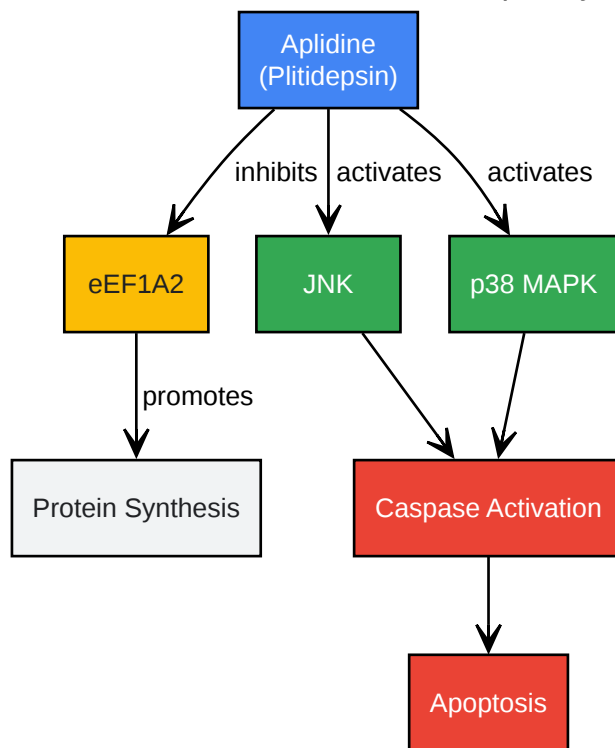 Aplidine
(Plitidepsin)
inhibits
activates
activates
eEF1A2
JNK
p38 MAPK
promotes
Protein Synthesis
Caspase Activation
Apoptosis